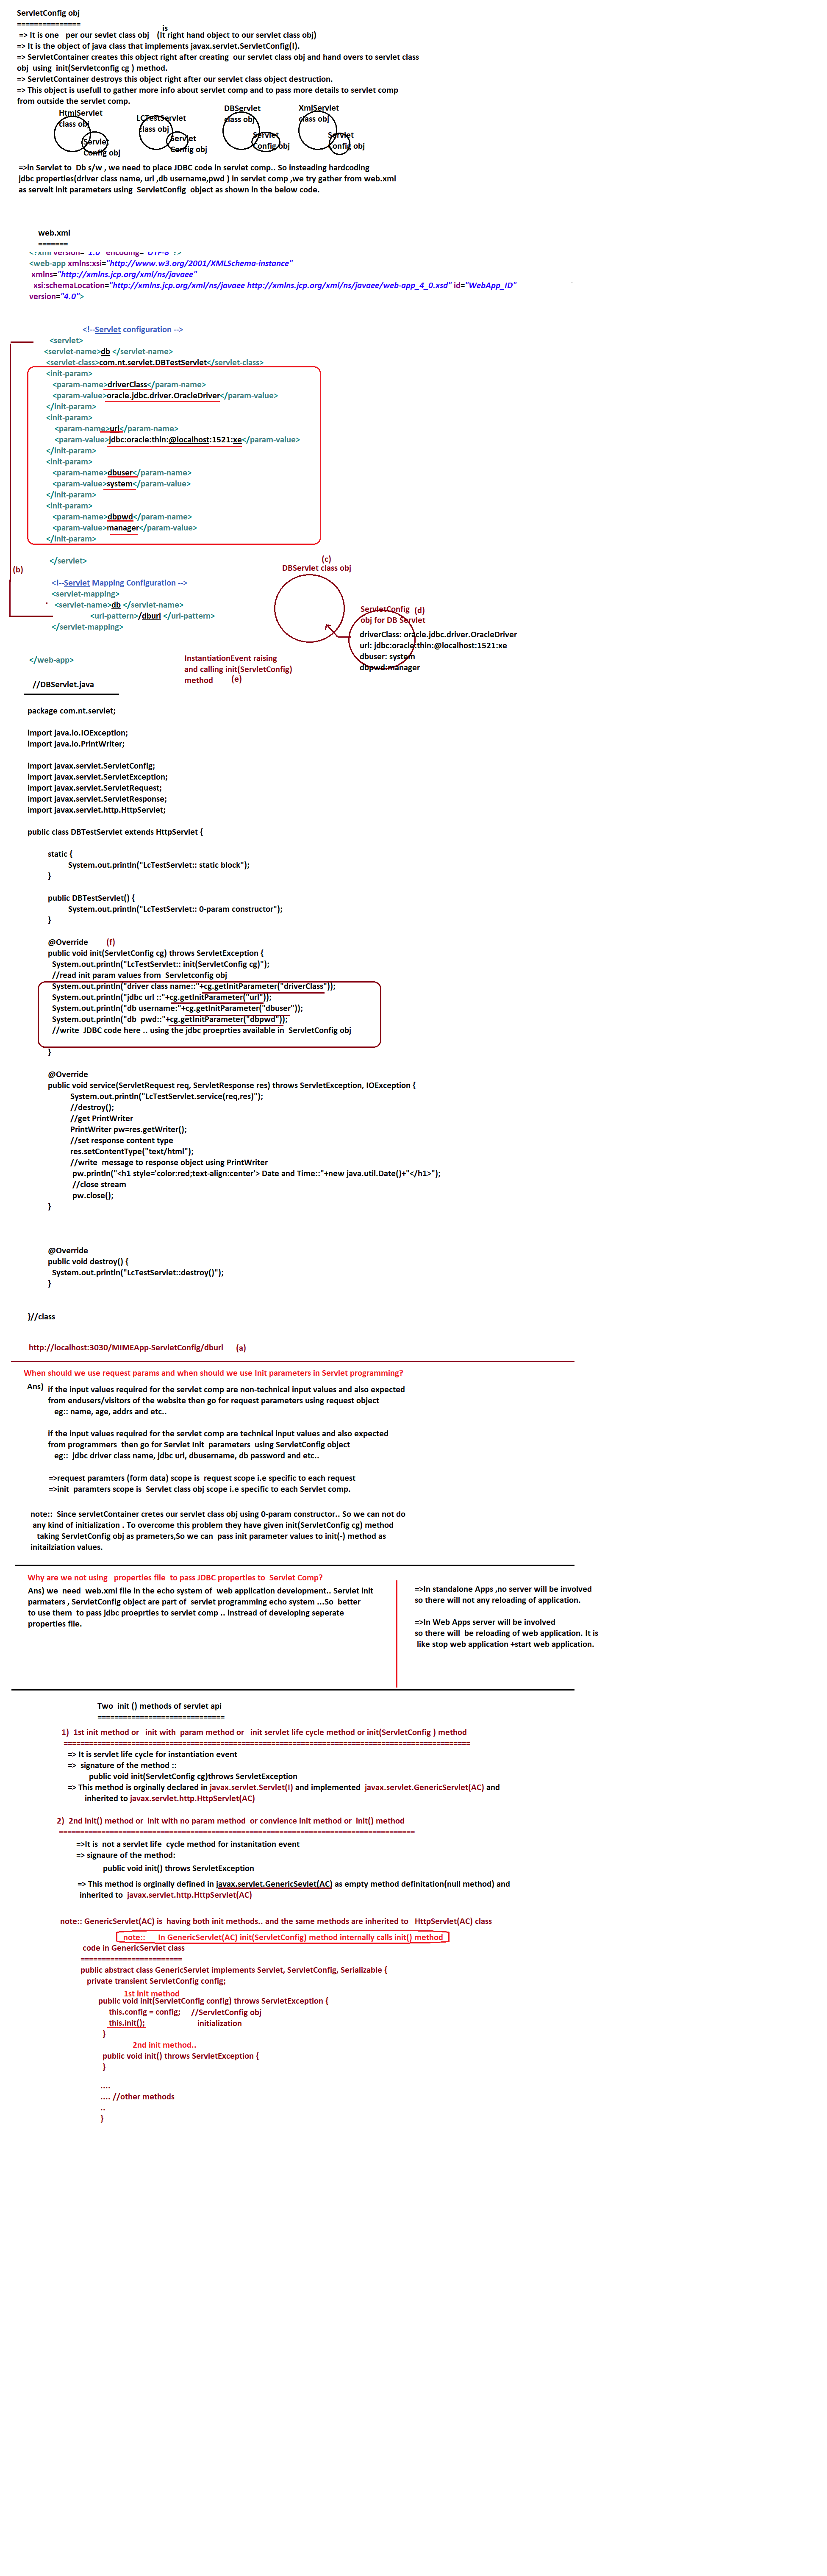 ServletConfig obj
===============
is
=> It is one per our sevlet class obj (It right hand object to our servlet class obj)
=> It is the object of java class that implements javax.servlet.ServletConfig(I).
=> ServletContainer creates this object right after creating our servlet class obj and hand overs to servlet class
obj using init(Servletconfig cg ) method.
=> ServletContainer destroys this object right after our servlet class object destruction.
=> This object is usefull to gather more info about servlet comp and to pass more details to servlet comp
from outside the servlet comp.
HtmlServlet
class obj
Servlet
Config obj
LCTestServlet
class obj
Servlet
Config obj
DBServlet
class obj
Servlet
Config obj
XmlServlet
class obj
Servlet
Config obj
=>in Servlet to Db s/w , we need to place JDBC code in servlet comp.. So insteading hardcoding
jdbc properties(driver class name, url ,db username,pwd ) in servlet comp ,we try gather from web.xml
as servelt init parameters using ServletConfig object as shown in the below code.
web.xml
=======
<?xml version="1.0" encoding="UTF-8"?>
<web-app xmlns:xsi="http://www.w3.org/2001/XMLSchema-instance"
xmlns="http://xmlns.jcp.org/xml/ns/javaee"
xsi:schemaLocation="http://xmlns.jcp.org/xml/ns/javaee http://xmlns.jcp.org/xml/ns/javaee/web-app_4_0.xsd" id="WebApp_ID"
version="4.0">
<!--Servlet configuration -->
<servlet>
<servlet-name>db </servlet-name>
<servlet-class>com.nt.servlet.DBTestServlet</servlet-class>
<init-param>
<param-name>driverClass</param-name>
<param-value>oracle.jdbc.driver.OracleDriver</param-value>
</init-param>
<init-param>
<param-name>url</param-name>
<param-value>jdbc:oracle:thin:@localhost:1521:xe</param-value>
</init-param>
<init-param>
<param-name>dbuser</param-name>
<param-value>system</param-value>
</init-param>
<init-param>
<param-name>dbpwd</param-name>
<param-value>manager</param-value>
</init-param>
</servlet>
(b)
<!--Servlet Mapping Configuration -->
<servlet-mapping>
<servlet-name>db </servlet-name>
<url-pattern>/dburl </url-pattern>
</servlet-mapping>
</web-app>
(c)
DBServlet class obj
ServletConfig (d)
obj for DB Servlet
driverClass: oracle.jdbc.driver.OracleDriver
url: jdbc:oracle:thin:@localhost:1521:xe
dbuser: system
dbpwd:manager
InstantiationEvent raising
and calling init(ServletConfig)
method (e)
//DBServlet.java
package com.nt.servlet;
import java.io.IOException;
import java.io.PrintWriter;
import javax.servlet.ServletConfig;
import javax.servlet.ServletException;
import javax.servlet.ServletRequest;
import javax.servlet.ServletResponse;
import javax.servlet.http.HttpServlet;
public class DBTestServlet extends HttpServlet {
static {
System.out.println("LcTestServlet:: static block");
}
public DBTestServlet() {
System.out.println("LcTestServlet:: 0-param constructor");
}
@Override (f)
public void init(ServletConfig cg) throws ServletException {
System.out.println("LcTestServlet:: init(ServletConfig cg)");
//read init param values from Servletconfig obj
System.out.println("driver class name::"+cg.getInitParameter("driverClass"));
System.out.println("jdbc url ::"+cg.getInitParameter("url"));
System.out.println("db username:"+cg.getInitParameter("dbuser"));
System.out.println("db pwd::"+cg.getInitParameter("dbpwd"));
//write JDBC code here .. using the jdbc proeprties available in ServletConfig obj
}
@Override
public void service(ServletRequest req, ServletResponse res) throws ServletException, IOException {
System.out.println("LcTestServlet.service(req,res)");
//destroy();
//get PrintWriter
PrintWriter pw=res.getWriter();
//set response content type
res.setContentType("text/html");
//write message to response object using PrintWriter
pw.println("<h1 style='color:red;text-align:center'> Date and Time::"+new java.util.Date()+"</h1>");
//close stream
pw.close();
}
@Override
public void destroy() {
System.out.println("LcTestServlet::destroy()");
}
}//class
http://localhost:3030/MIMEApp-ServletConfig/dburl (a)
When should we use request params and when should we use Init parameters in Servlet programming?
Ans) if the input values required for the servlet comp are non-technical input values and also expected
from endusers/visitors of the website then go for request parameters using request object
eg:: name, age, addrs and etc..
if the input values required for the servlet comp are technical input values and also expected
from programmers then go for Servlet Init parameters using ServletConfig object
eg:: jdbc driver class name, jdbc url, dbusername, db password and etc..
=>request paramters (form data) scope is request scope i.e specific to each request
=>init paramters scope is Servlet class obj scope i.e specific to each Servlet comp.
note:: Since servletContainer cretes our servlet class obj using 0-param constructor.. So we can not do
any kind of initialization . To overcome this problem they have given init(ServletConfig cg) method
taking ServletConfig obj as prameters,So we can pass init parameter values to init(-) method as
initailziation values.
Why are we not using properties file to pass JDBC properties to Servlet Comp?
Ans) we need web.xml file in the echo system of web application development.. Servlet init
parmaters , ServletConfig object are part of servlet programming echo system ...So better
to use them to pass jdbc proeprties to servlet comp .. instread of developing seperate
properties file.
=>In standalone Apps ,no server will be involved
so there will not any reloading of application.
=>In Web Apps server will be involved
so there will be reloading of web application. It is
like stop web application +start web application.
Two init () methods of servlet api
==============================
1) 1st init method or init with param method or init servlet life cycle method or init(ServletConfig ) method
================================================================================================
=> It is servlet life cycle for instantiation event
=> signature of the method ::
public void init(ServletConfig cg)throws ServletException
=> This method is orginally declared in javax.servlet.Servlet(I) and implemented javax.servlet.GenericServlet(AC) and
inherited to javax.servlet.http.HttpServlet(AC)
2) 2nd init() method or init with no param method or convience init method or init() method
====================================================================================
=>It is not a servlet life cycle method for instanitation event
=> signaure of the method:
public void init() throws ServletException
=> This method is orginally defined in javax.servlet.GenericSevlet(AC) as empty method definitation(null method) and
inherited to javax.servlet.http.HttpServlet(AC)
note:: GenericServlet(AC) is having both init methods.. and the same methods are inherited to HttpServlet(AC) class
note:: In GenericServlet(AC) init(ServletConfig) method internally calls init() method
code in GenericServlet class
========================
public abstract class GenericServlet implements Servlet, ServletConfig, Serializable {
private transient ServletConfig config;
1st init method
public void init(ServletConfig config) throws ServletException {
this.config = config; //ServletConfig obj
this.init(); initialization
}
2nd init method..
public void init() throws ServletException {
}
....
.... //other methods
..
}